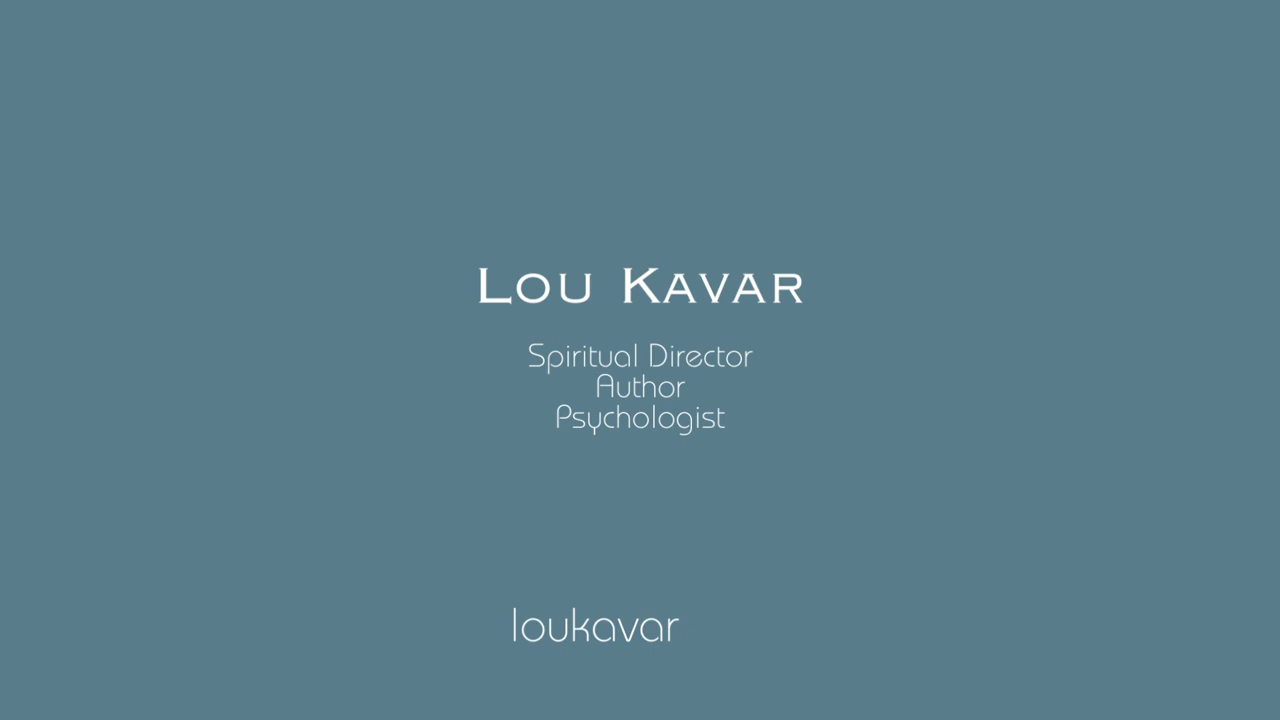 Lou Kavar
Spiritual Director
Author
Psychologist
loukavar